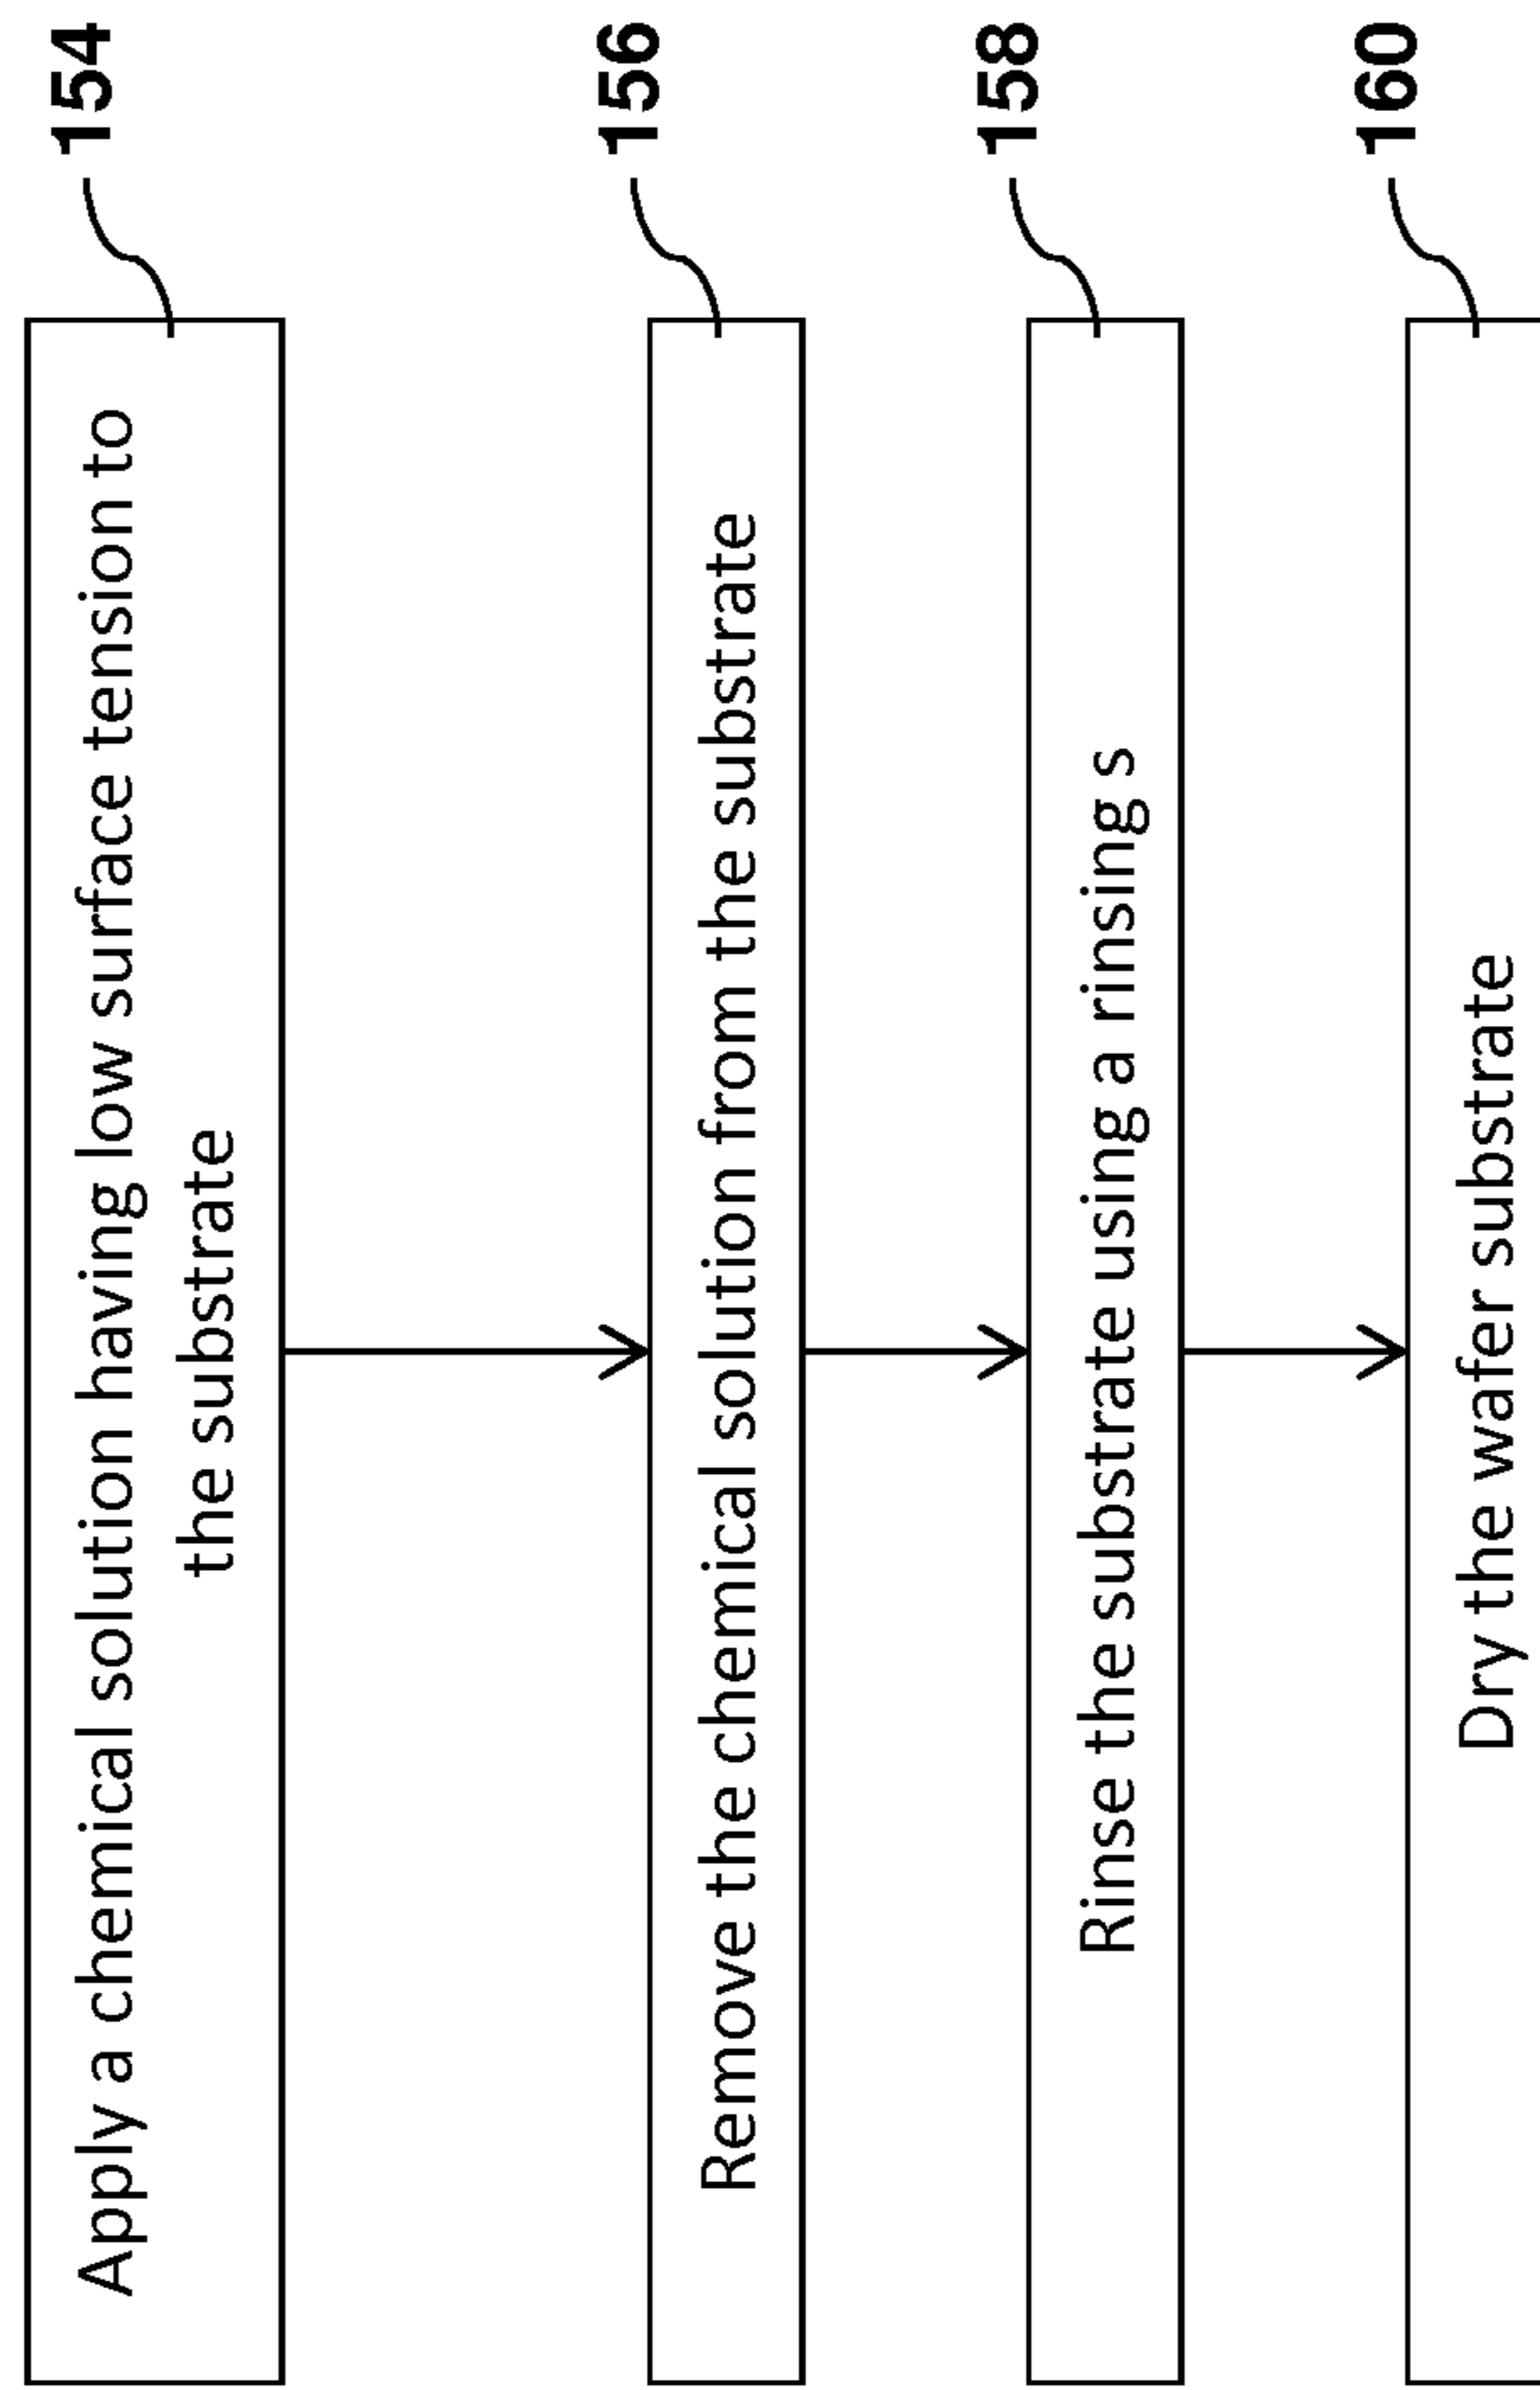 Apply a chemical solution having low surface tension to
the substrate
154
Remove the chemical solution from the substrate
156
Rinse the substrate using a rinsing s
158
Dry the wafer substrate
160